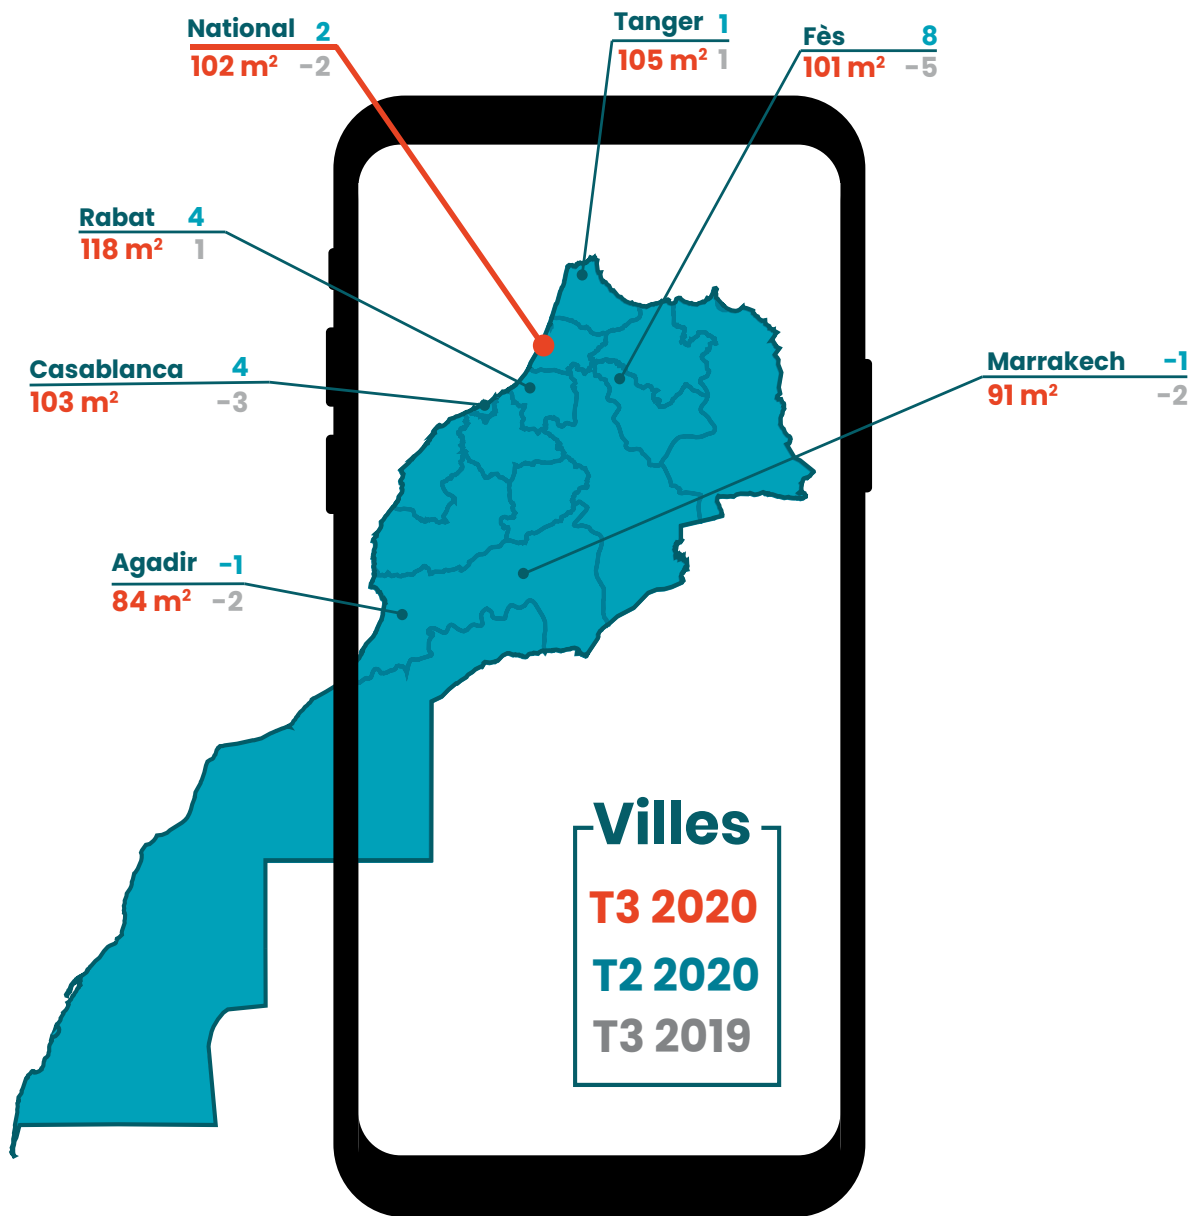 National 2
102 m² −2
Tanger 1
105 m² 1
Fès 8
101 m² −5
Rabat 4
118 m² 1
Casablanca 4
103 m² −3
Marrakech −1
91 m² −2
Agadir −1
84 m² −2
Villes
T3 2020
T2 2020
T3 2019